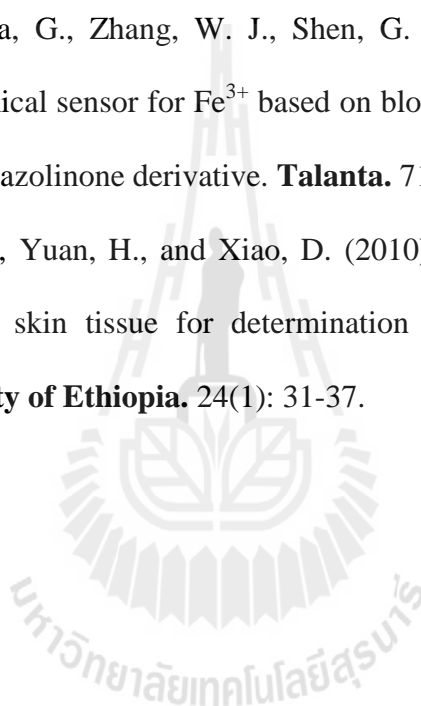 a, G., Zhang, W. J., Shen, G.
ical sensor for Fe3+ based on blo
azolinone derivative. Talanta. 71
, Yuan, H., and Xiao, D. (2010)
skin tissue for determination
ty of Ethiopia. 24(1): 31-37.
มหาวิทยาลัยเทคโนโลยีสุรนารี